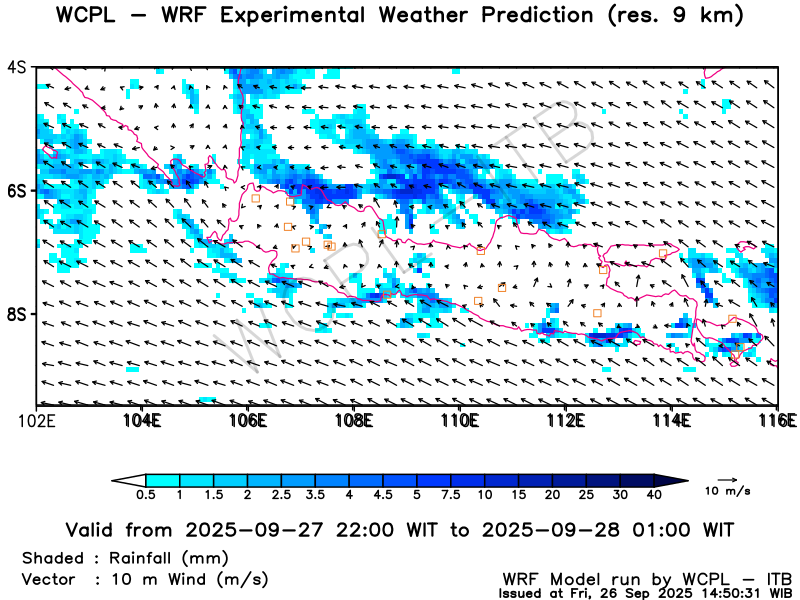 WCPL – WRF Experimental Weather Prediction (res. 9 km)
4S
6S
8S
102E 104E 106E 108E 110E 112E 114E 116E
WCPL-ITB
0.5 1 1.5 2 2.5 3.5 4 4.5 5 7.5 10 15 20 25 30 40
10 m/s
Valid from 2025-09-27 22:00 WIT to 2025-09-28 01:00 WIT
Shaded : Rainfall (mm)
Vector : 10 m Wind (m/s)
WRF Model run by WCPL – ITB
Issued at Fri, 26 Sep 2025 14:50:31 WIB